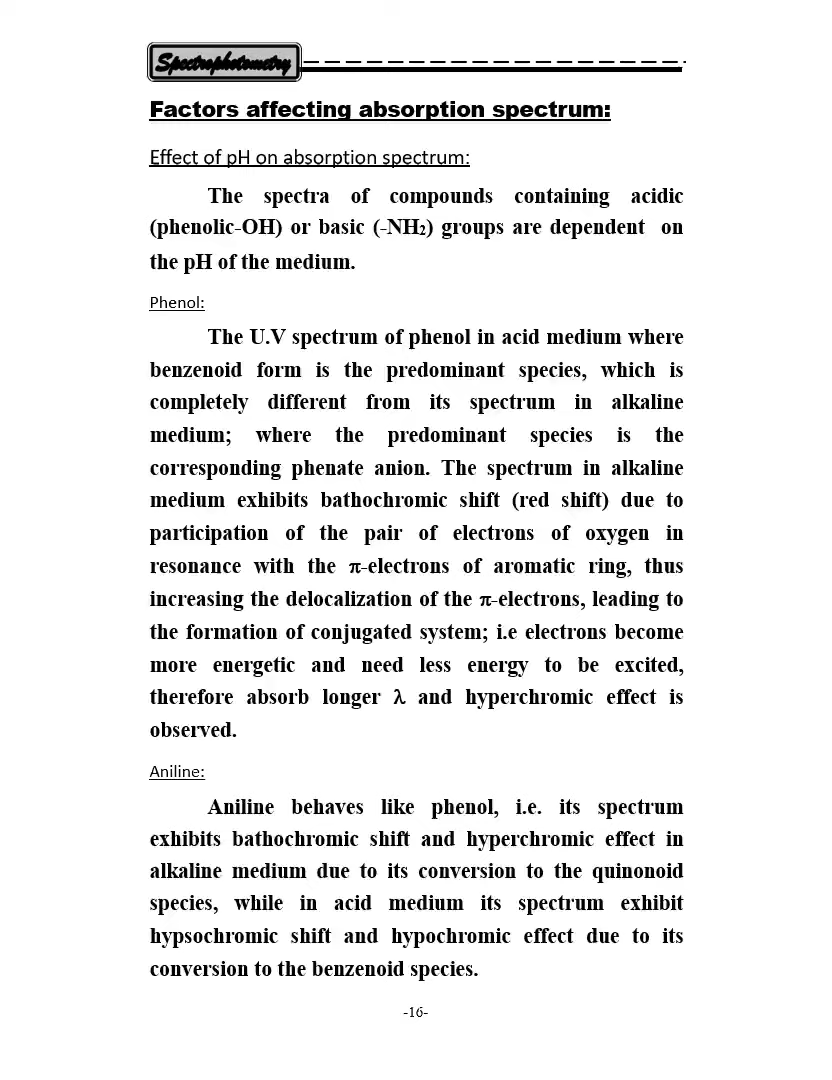 Spectrophotometry
Factors affecting absorption spectrum:
Effect of pH on absorption spectrum:
The spectra of compounds containing acidic
(phenolic-OH) or basic (-NH₂) groups are dependent on
the pH of the medium.
Phenol:
The U.V spectrum of phenol in acid medium where
benzenoid form is the predominant species, which is
completely different from its spectrum in alkaline
medium; where the predominant species is the
corresponding phenate anion. The spectrum in alkaline
medium exhibits bathochromic shift (red shift) due to
participation of the pair of electrons of oxygen in
resonance with the π-electrons of aromatic ring, thus
increasing the delocalization of the π-electrons, leading to
the formation of conjugated system; i.e electrons become
more energetic and need less energy to be excited,
therefore absorb longer λ and hyperchromic effect is
observed.
Aniline:
Aniline behaves like phenol, i.e. its spectrum
exhibits bathochromic shift and hyperchromic effect in
alkaline medium due to its conversion to the quinonoid
species, while in acid medium its spectrum exhibit
hypsochromic shift and hypochromic effect due to its
conversion to the benzenoid species.
-16-